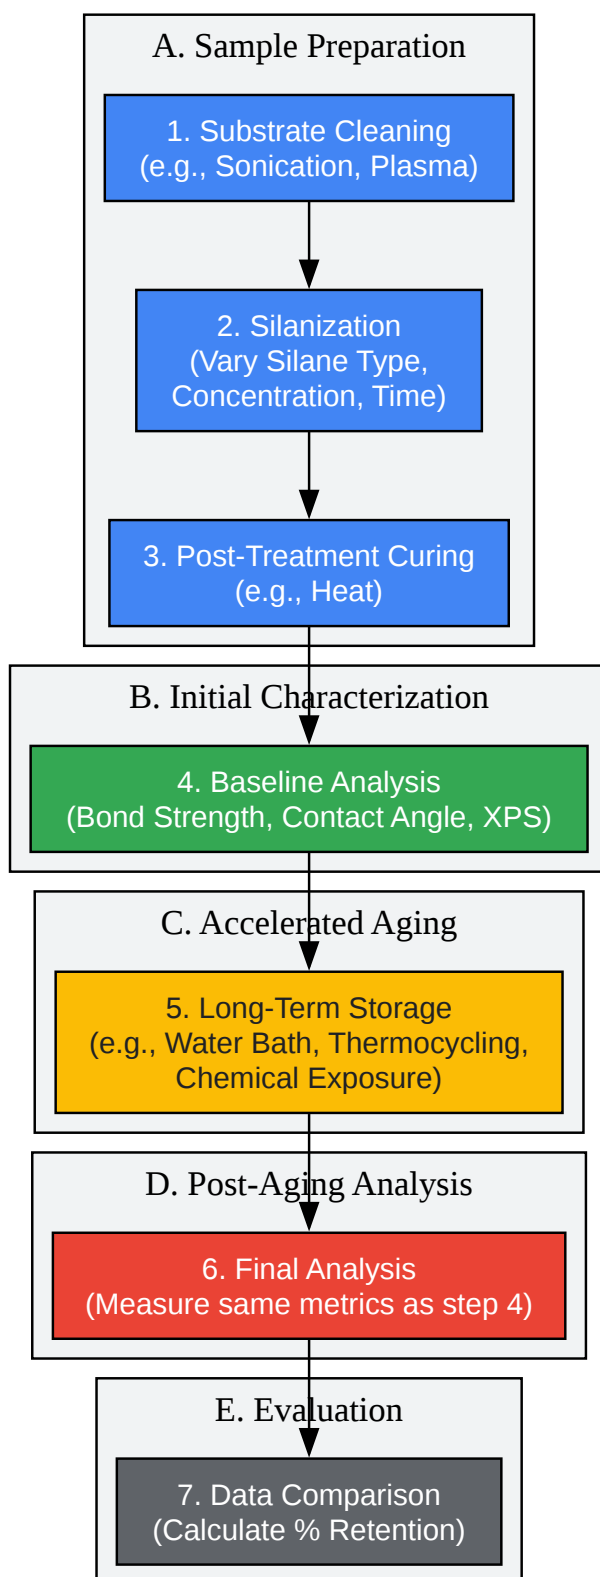 A. Sample Preparation
1. Substrate Cleaning
(e.g., Sonication, Plasma)
2. Silanization
(Vary Silane Type,
Concentration, Time)
3. Post-Treatment Curing
(e.g., Heat)
B. Initial Characterization
4. Baseline Analysis
(Bond Strength, Contact Angle, XPS)
C. Accelerated Aging
5. Long-Term Storage
(e.g., Water Bath, Thermocycling,
Chemical Exposure)
D. Post-Aging Analysis
6. Final Analysis
(Measure same metrics as step 4)
E. Evaluation
7. Data Comparison
(Calculate % Retention)